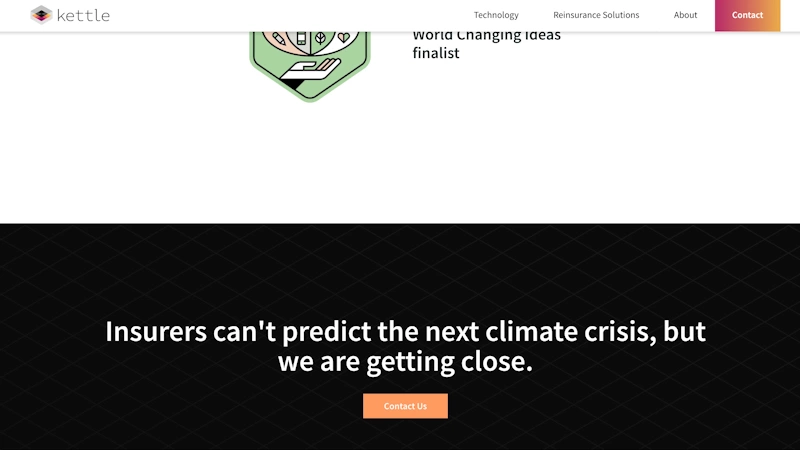 kettle
Technology
Reinsurance Solutions
About
Contact
World Changing Ideas
finalist
Insurers can't predict the next climate crisis, but
we are getting close.
Contact Us